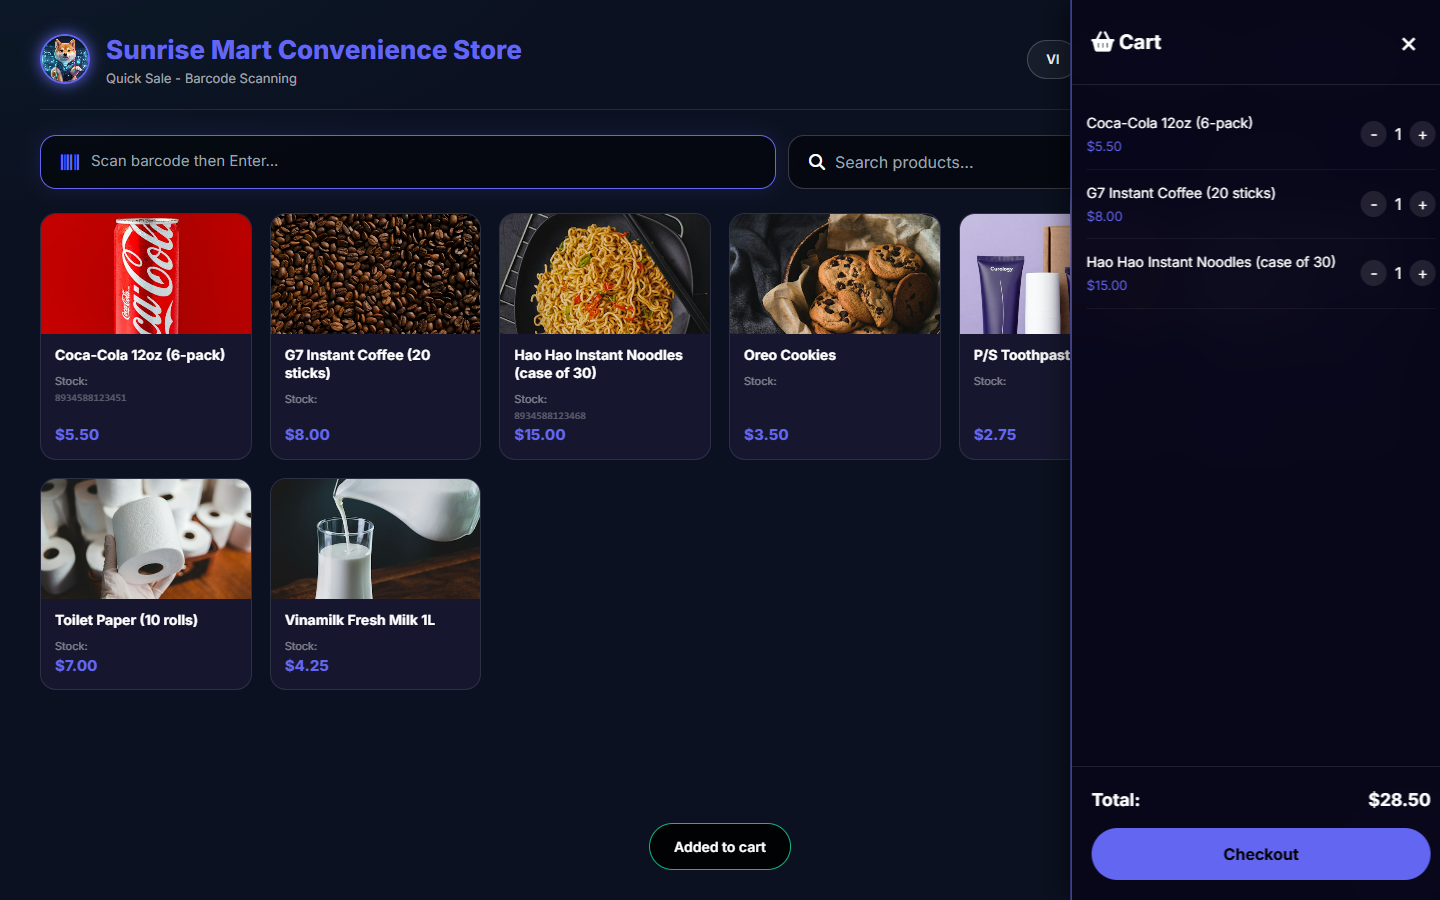 Sunrise Mart Convenience Store
Quick Sale - Barcode Scanning
VI
Scan barcode then Enter...
Search products...
Coca-Cola 12oz (6-pack)
Stock:
8934588123451
$5.50
G7 Instant Coffee (20
sticks)
Stock:
$8.00
Hao Hao Instant Noodles
(case of 30)
Stock:
8934588123468
$15.00
Oreo Cookies
Stock:
$3.50
Curology
P/S Toothpast
Stock:
$2.75
Toilet Paper (10 rolls)
Stock:
$7.00
Vinamilk Fresh Milk 1L
Stock:
$4.25
Added to cart
Cart
×
Coca-Cola 12oz (6-pack)
$5.50
- 1 +
G7 Instant Coffee (20 sticks)
$8.00
- 1 +
Hao Hao Instant Noodles (case of 30)
$15.00
- 1 +
Total: $28.50
Checkout